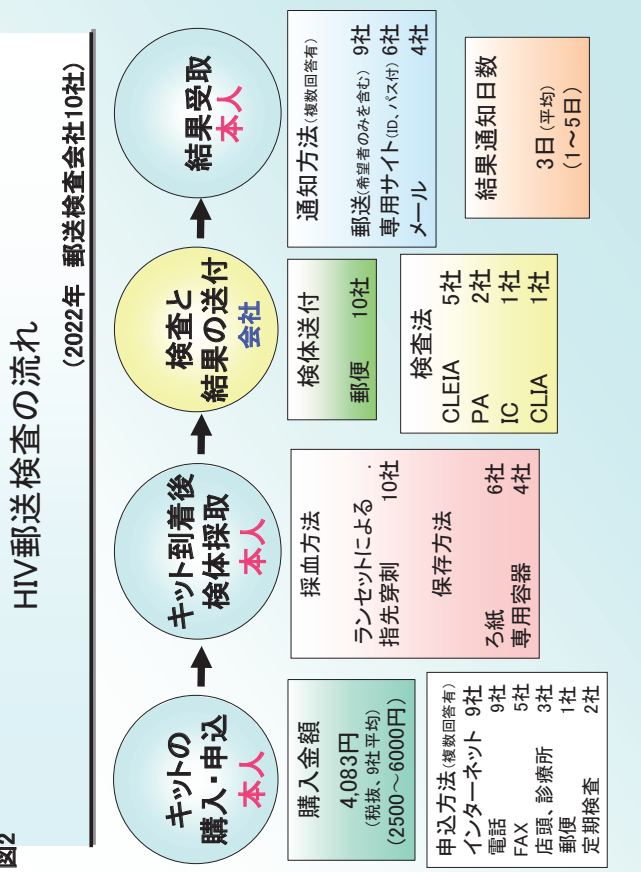 図2
HIV郵送検査の流れ
(2022年 郵送検査会社10社)
キットの
購入・申込
本人
キット到着後
検体採取
本人
検査と
結果の送付
会社
結果受取
本人
購入金額
4,083円
(税抜、9社平均)
(2500～6000円)
申込方法(複数回答有)
インターネット 9社
電話 9社
FAX 5社
店頭、診療所 3社
郵便 1社
定期検査 2社
採血方法
ランセットによる
指先穿刺 10社
保存方法
ろ紙 6社
専用容器 4社
検体送付
郵便 10社
検査法
CLEIA 5社
PA 2社
IC 1社
CLIA 1社
通知方法(複数回答有)
郵送(希望者のみを含む) 9社
専用サイト(ID、パス付) 6社
メール 4社
結果通知日数
3日(平均)
(1～5日)